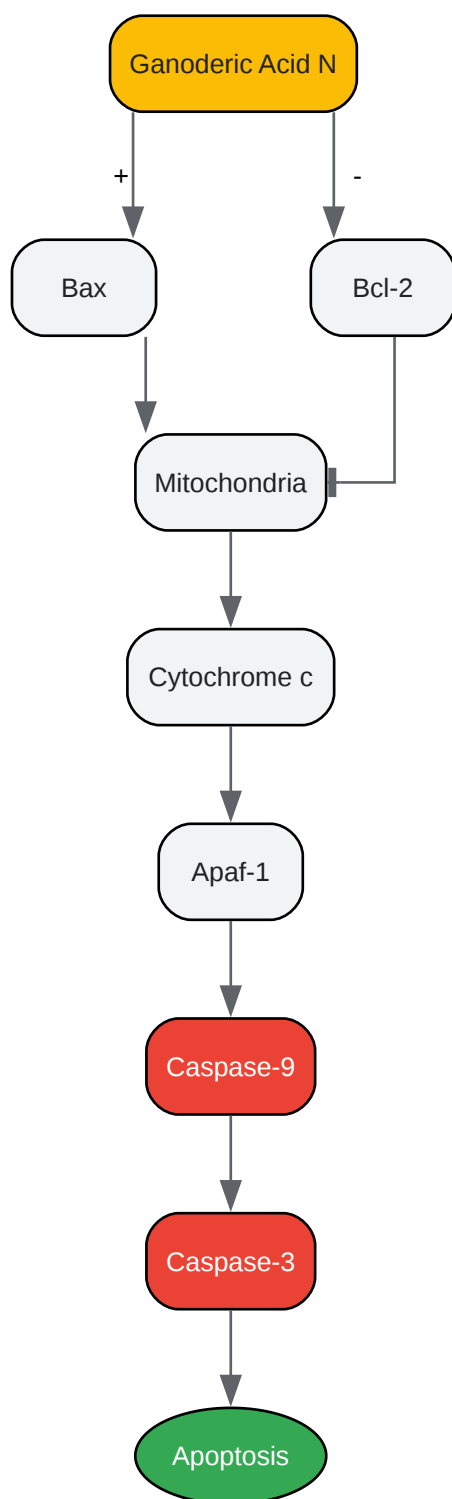 Ganoderic Acid N
+
-
Bax
Bcl-2
Mitochondria
Cytochrome c
Apaf-1
Caspase-9
Caspase-3
Apoptosis